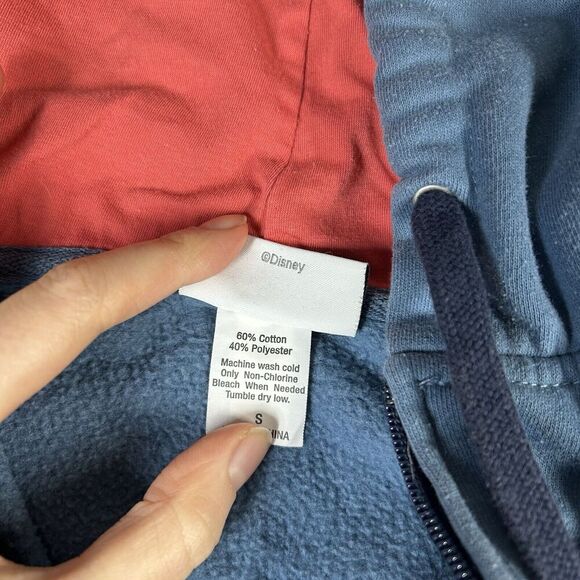 ©Disney
60% Cotton
40% Polyester
Machine wash cold
Only Non-Chlorine
Bleach When Needed
Tumble dry low.
S